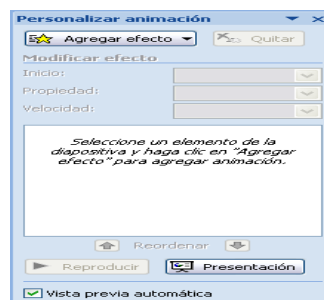 Personalizar animación
Agregar efecto
Quitar
Modificar efecto
Inicio:
Propiedad:
Velocidad:
Seleccione un elemento de la
diapositiva y haga clic en "Agregar
efecto" para agregar animación.
Reordenar
Reproducir
Presentación
Vista previa automática